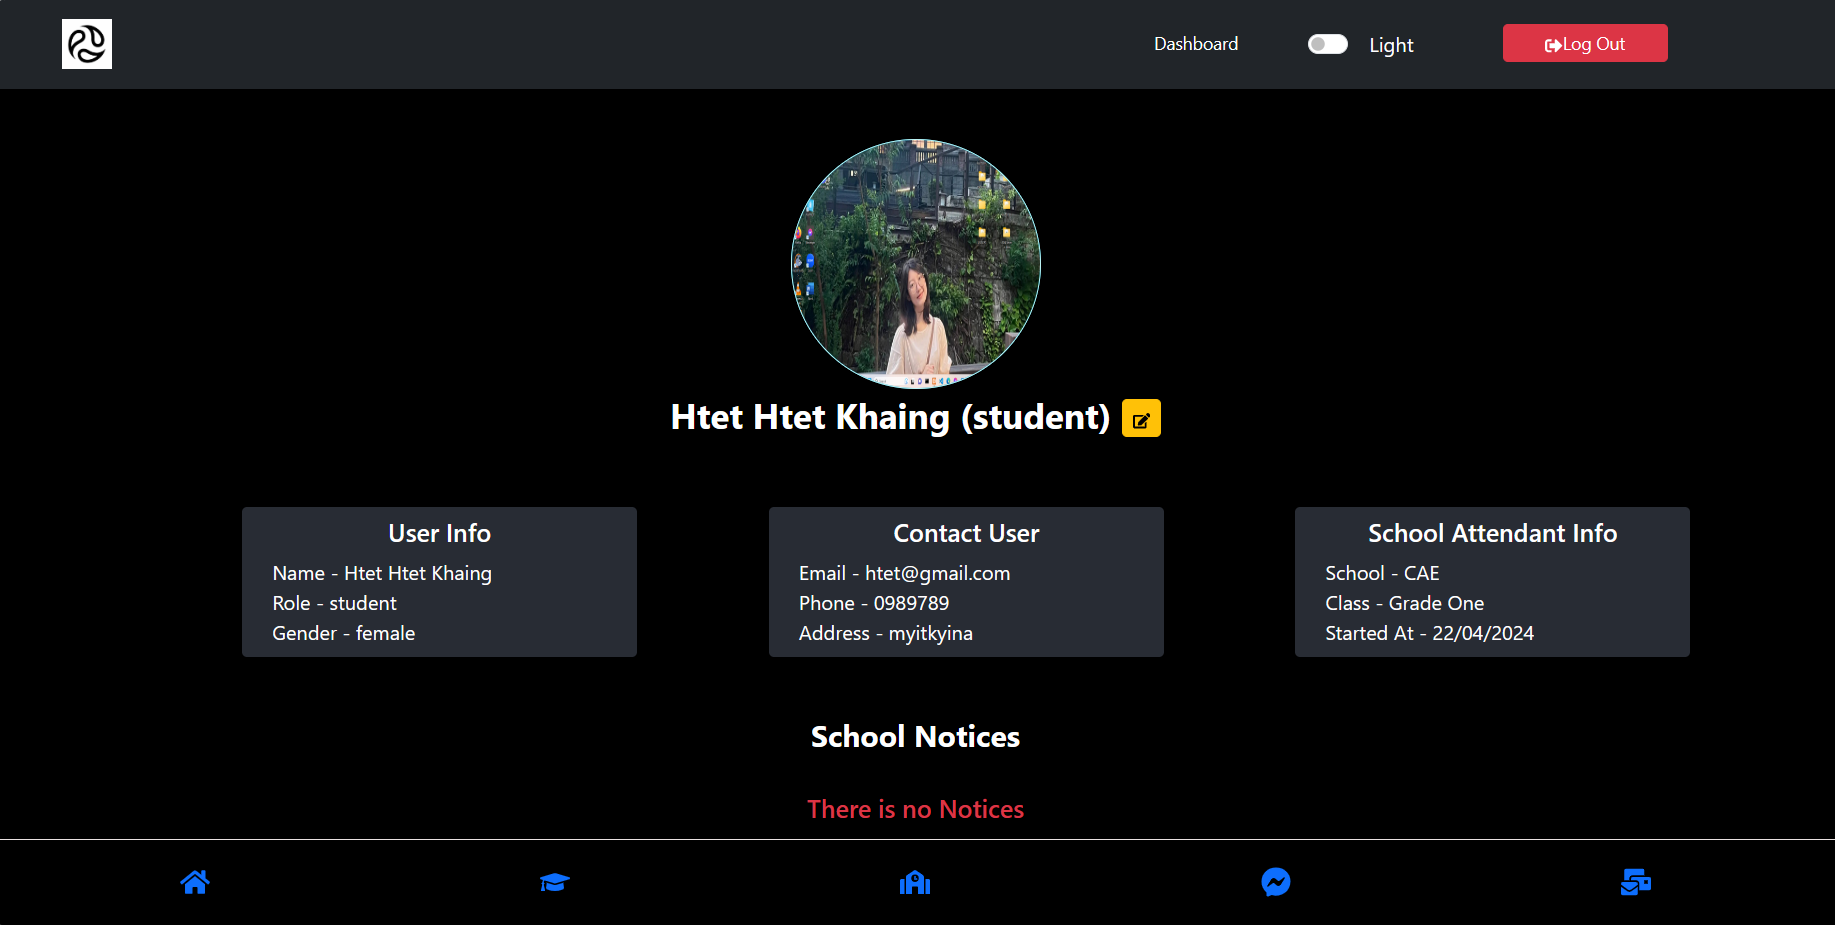 Dashboard
Light
Log Out
Htet Htet Khaing (student)
User Info
Name - Htet Htet Khaing
Role - student
Gender - female
Contact User
Email - htet@gmail.com
Phone - 0989789
Address - myitkyina
School Attendant Info
School - CAE
Class - Grade One
Started At - 22/04/2024
School Notices
There is no Notices